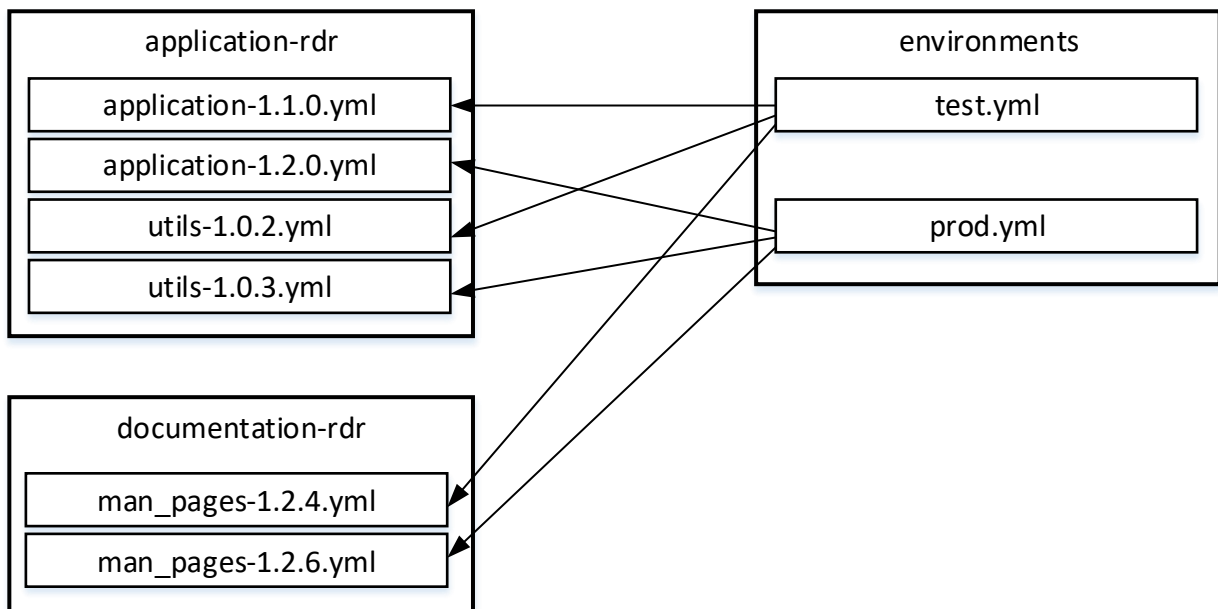 application-rdr
application-1.1.0.yml
application-1.2.0.yml
utils-1.0.2.yml
utils-1.0.3.yml
environments
test.yml
prod.yml
documentation-rdr
man_pages-1.2.4.yml
man_pages-1.2.6.yml